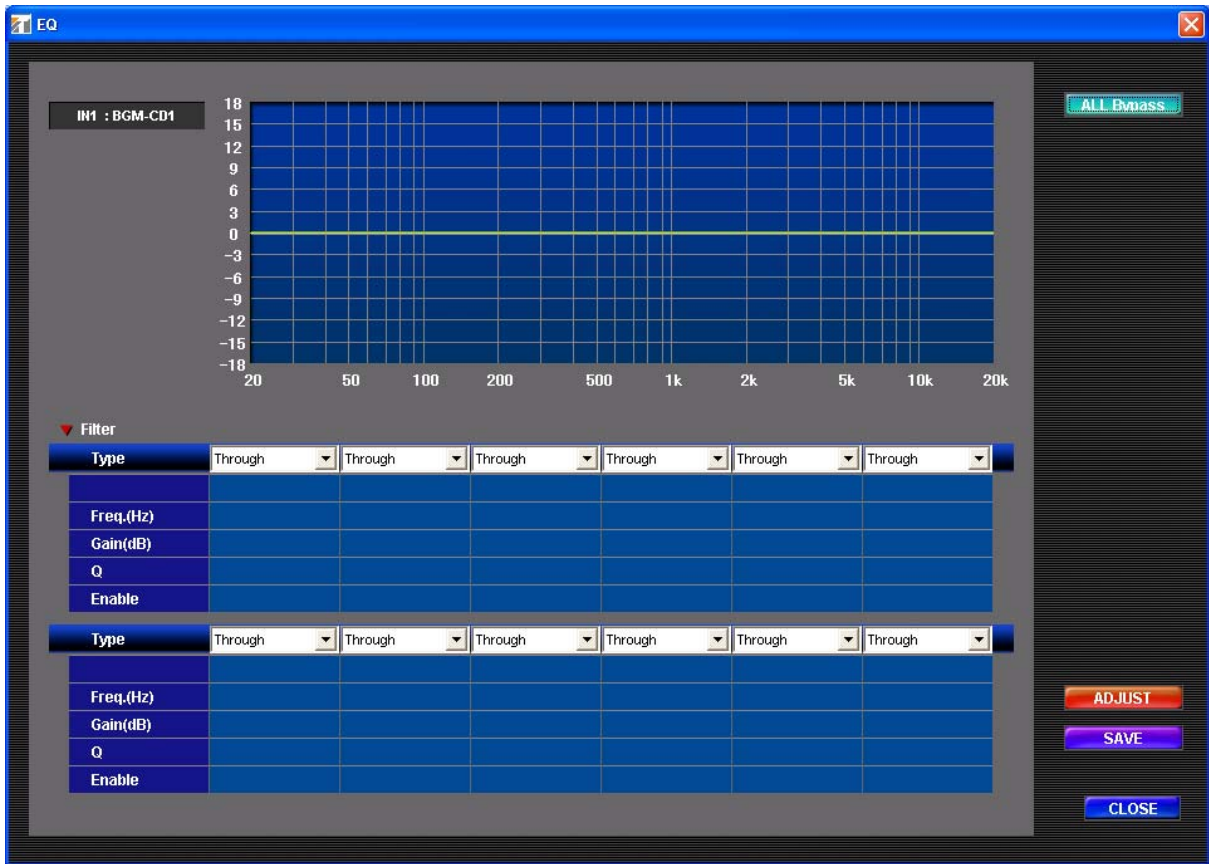 EQ
IN1 : BGM-CD1
ALL Bypass
18
15
12
9
6
3
0
−3
−6
−9
−12
−15
−18
20 50 100 200 500 1k 2k 5k 10k 20k
Filter
Type Through Through Through Through Through Through
Freq.(Hz)
Gain(dB)
Q
Enable
Type Through Through Through Through Through Through
Freq.(Hz)
Gain(dB)
Q
Enable
ADJUST
SAVE
CLOSE